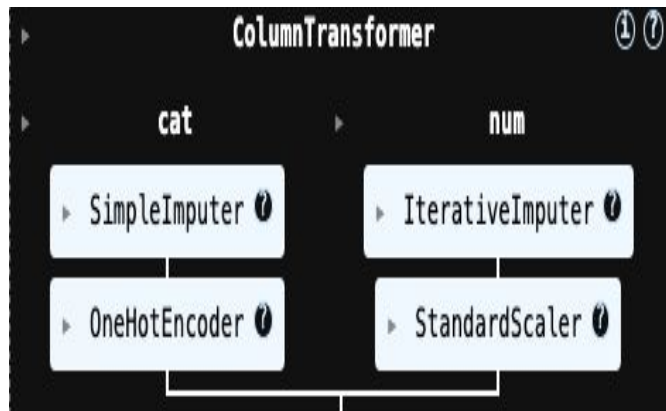 ColumnTransformer i ?
cat num
SimpleImputer ? IterativeImputer ?
OneHotEncoder ? StandardScaler ?